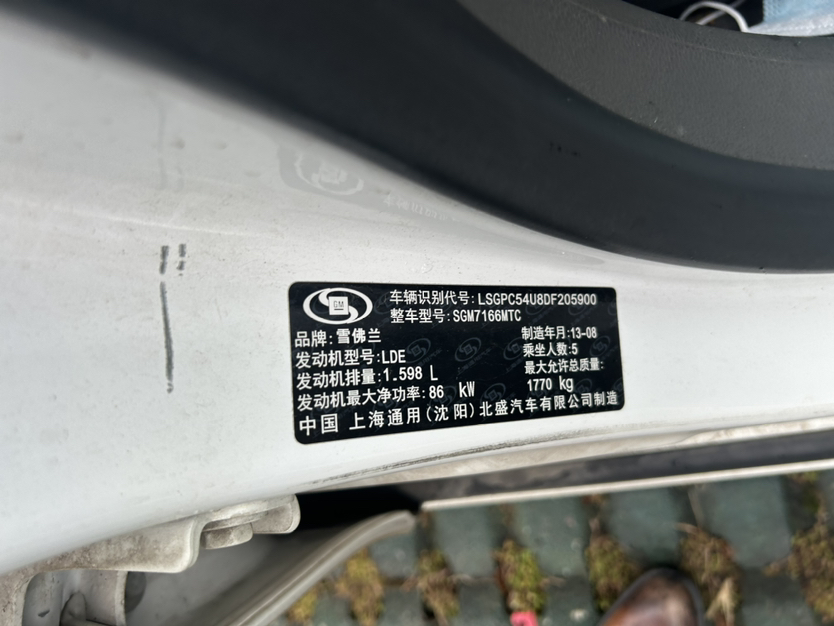 GM
车辆识别代号:LSGPC54U8DF205900
整车型号:SGM7166MTC
品牌:雪佛兰
制造年月:13-08
发动机型号:LDE
乘坐人数:5
发动机排量:1.598 L
最大允许总质量:
发动机最大净功率:86 kW
1770 kg
中国 上海通用(沈阳)北盛汽车有限公司制造